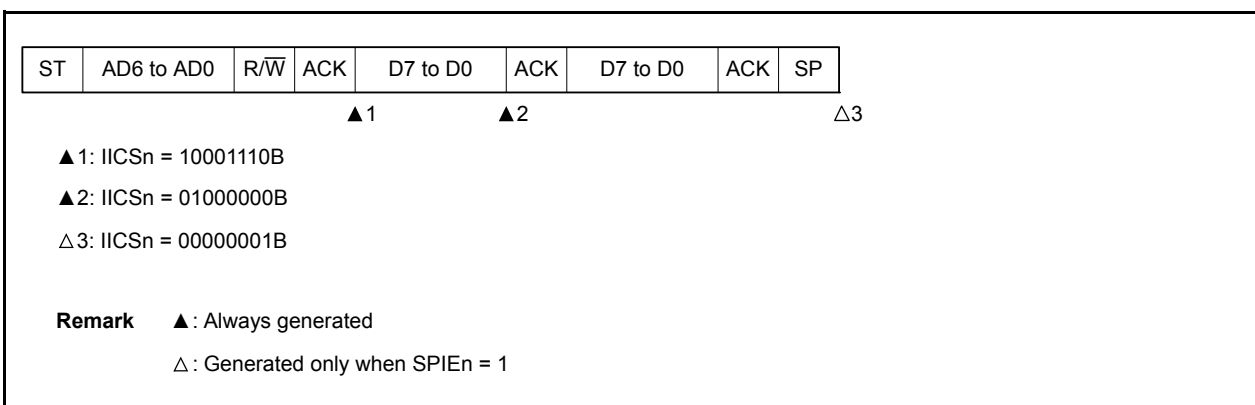 ST AD6 to AD0 R/W̅ ACK D7 to D0 ACK D7 to D0 ACK SP
▲1 ▲2 △3
▲1: IICSn = 10001110B
▲2: IICSn = 01000000B
△3: IICSn = 00000001B
Remark ▲: Always generated
△: Generated only when SPIEn = 1